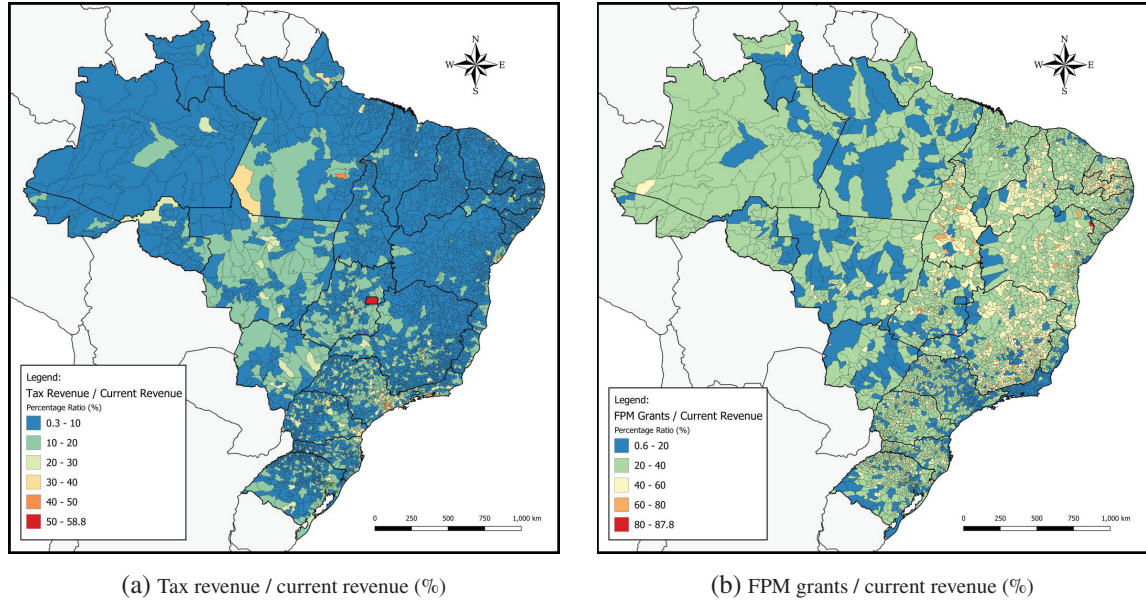 N
W
E
S
Legend:
Tax Revenue / Current Revenue
Percentage Ratio (%)
0.3 - 10
10 - 20
20 - 30
30 - 40
40 - 50
50 - 58.8
0 250 500 750 1,000 km
(a) Tax revenue / current revenue (%)
N
W
E
S
Legend:
FPM Grants / Current Revenue
Percentage Ratio (%)
0.6 - 20
20 - 40
40 - 60
60 - 80
80 - 87.8
0 250 500 750 1,000 km
(b) FPM grants / current revenue (%)